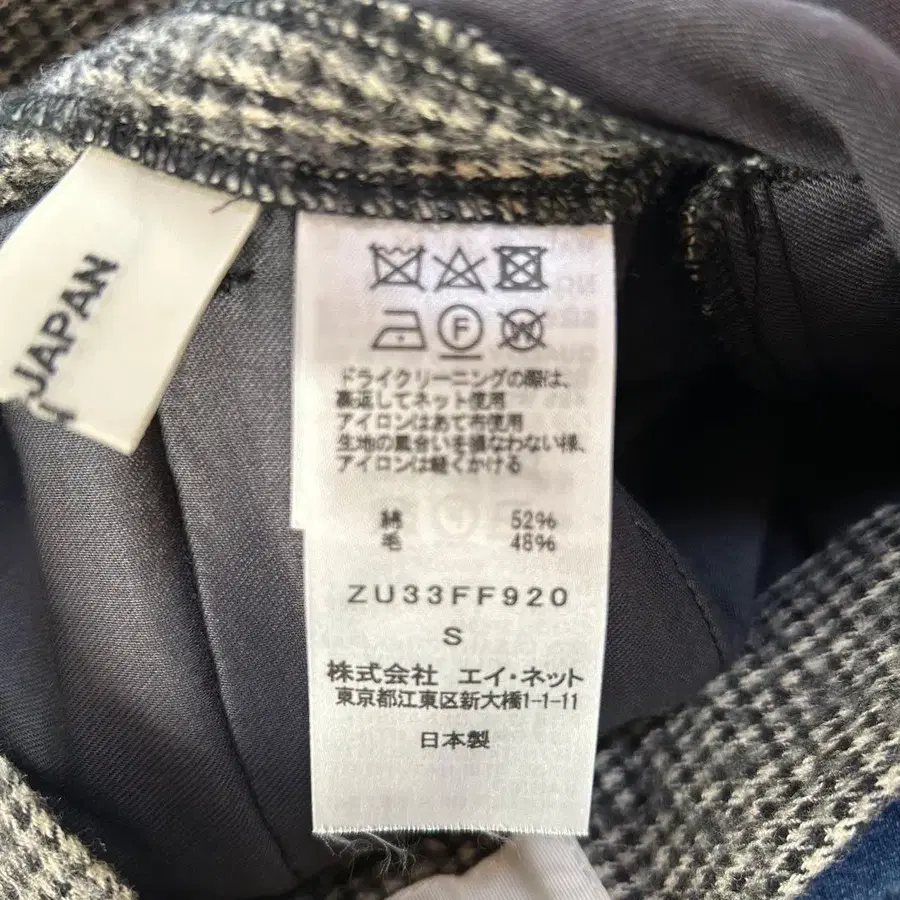 JAPAN
F
ドライクリーニングの際は、
裏返してネット使用
アイロンはあて布使用
生地の風合いを損なわない様、
アイロンは軽くかける
綿 52%
毛 48%
ZU33FF920
S
株式会社 エイ・ネット
東京都江東区新大橋1-1-11
日本製